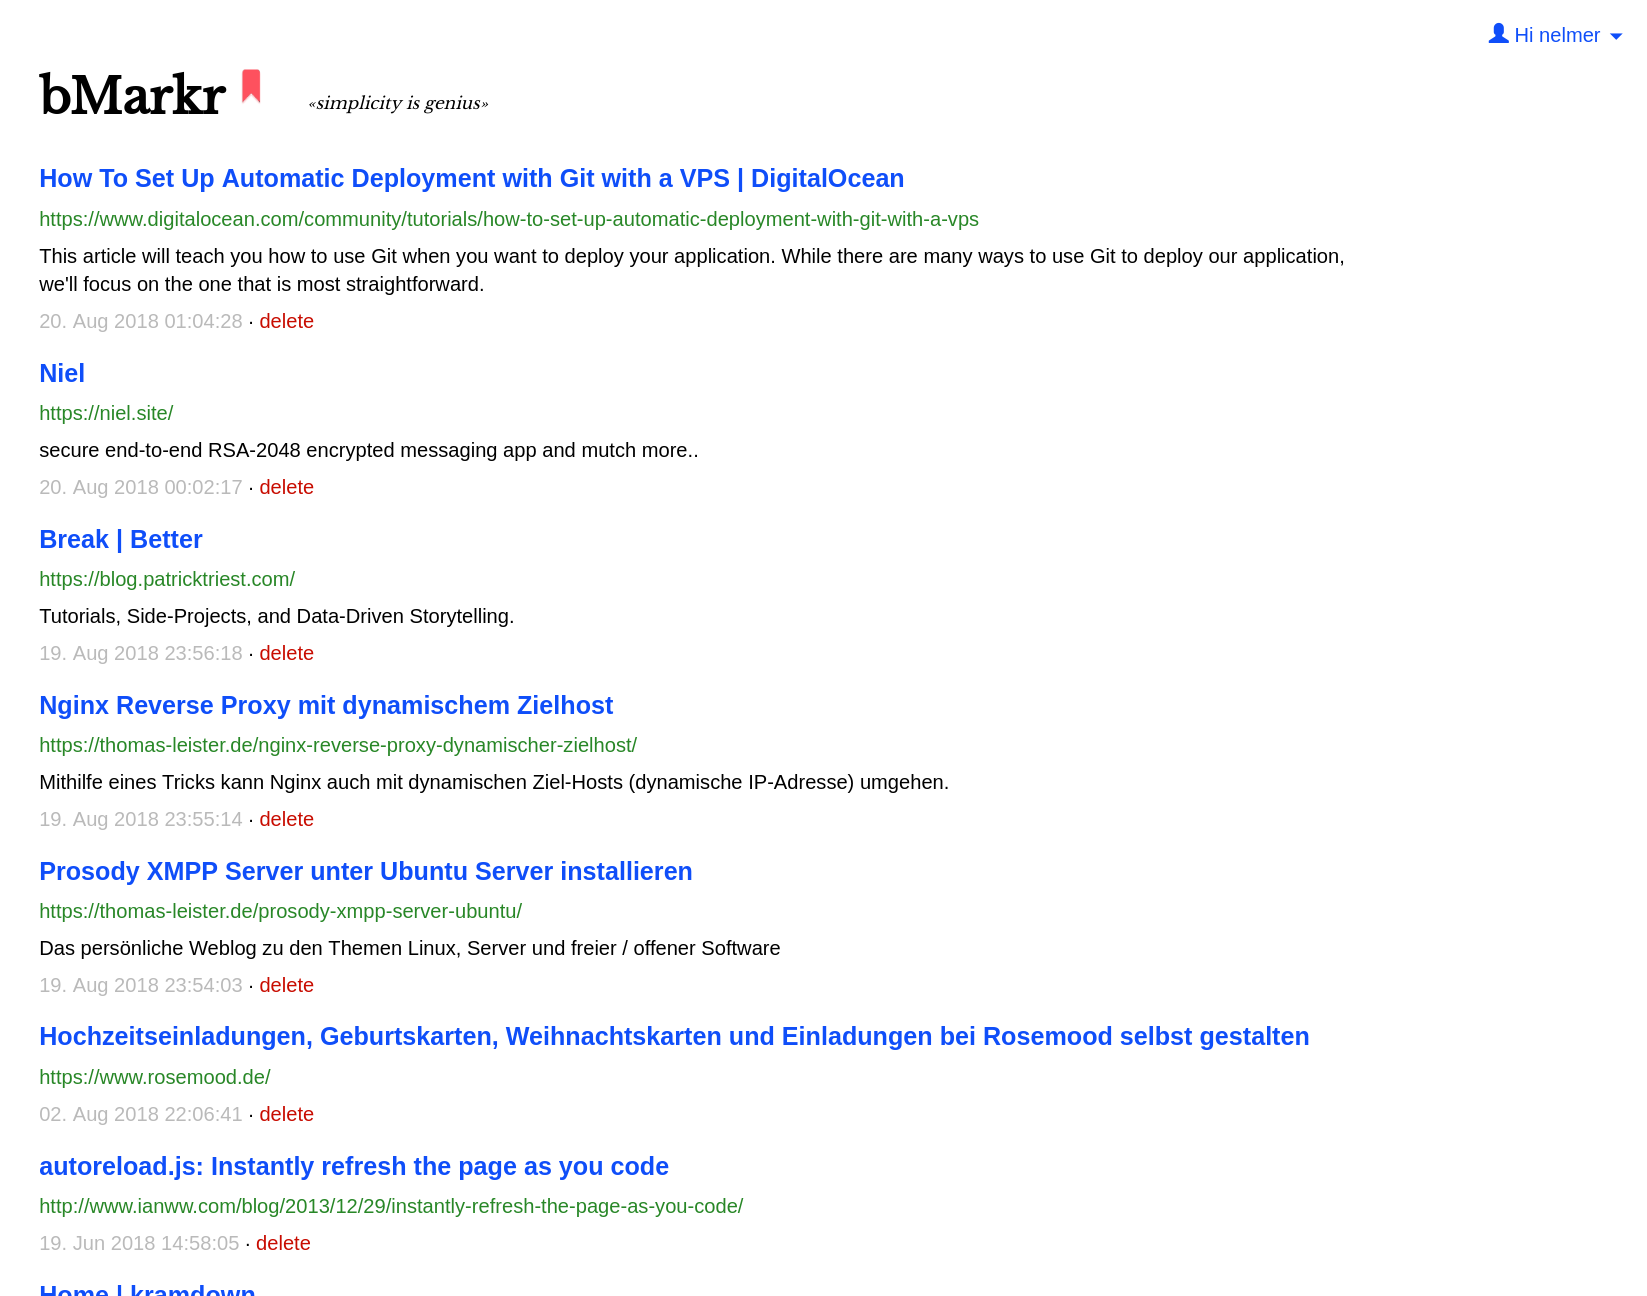 Hi nelmer
bMarkr
«simplicity is genius»
How To Set Up Automatic Deployment with Git with a VPS | DigitalOcean
https://www.digitalocean.com/community/tutorials/how-to-set-up-automatic-deployment-with-git-with-a-vps
This article will teach you how to use Git when you want to deploy your application. While there are many ways to use Git to deploy our application,
we'll focus on the one that is most straightforward.
20. Aug 2018 01:04:28 · delete
Niel
https://niel.site/
secure end-to-end RSA-2048 encrypted messaging app and mutch more..
20. Aug 2018 00:02:17 · delete
Break | Better
https://blog.patricktriest.com/
Tutorials, Side-Projects, and Data-Driven Storytelling.
19. Aug 2018 23:56:18 · delete
Nginx Reverse Proxy mit dynamischem Zielhost
https://thomas-leister.de/nginx-reverse-proxy-dynamischer-zielhost/
Mithilfe eines Tricks kann Nginx auch mit dynamischen Ziel-Hosts (dynamische IP-Adresse) umgehen.
19. Aug 2018 23:55:14 · delete
Prosody XMPP Server unter Ubuntu Server installieren
https://thomas-leister.de/prosody-xmpp-server-ubuntu/
Das persönliche Weblog zu den Themen Linux, Server und freier / offener Software
19. Aug 2018 23:54:03 · delete
Hochzeitseinladungen, Geburtskarten, Weihnachtskarten und Einladungen bei Rosemood selbst gestalten
https://www.rosemood.de/
02. Aug 2018 22:06:41 · delete
autoreload.js: Instantly refresh the page as you code
http://www.ianww.com/blog/2013/12/29/instantly-refresh-the-page-as-you-code/
19. Jun 2018 14:58:05 · delete
Home | kramdown